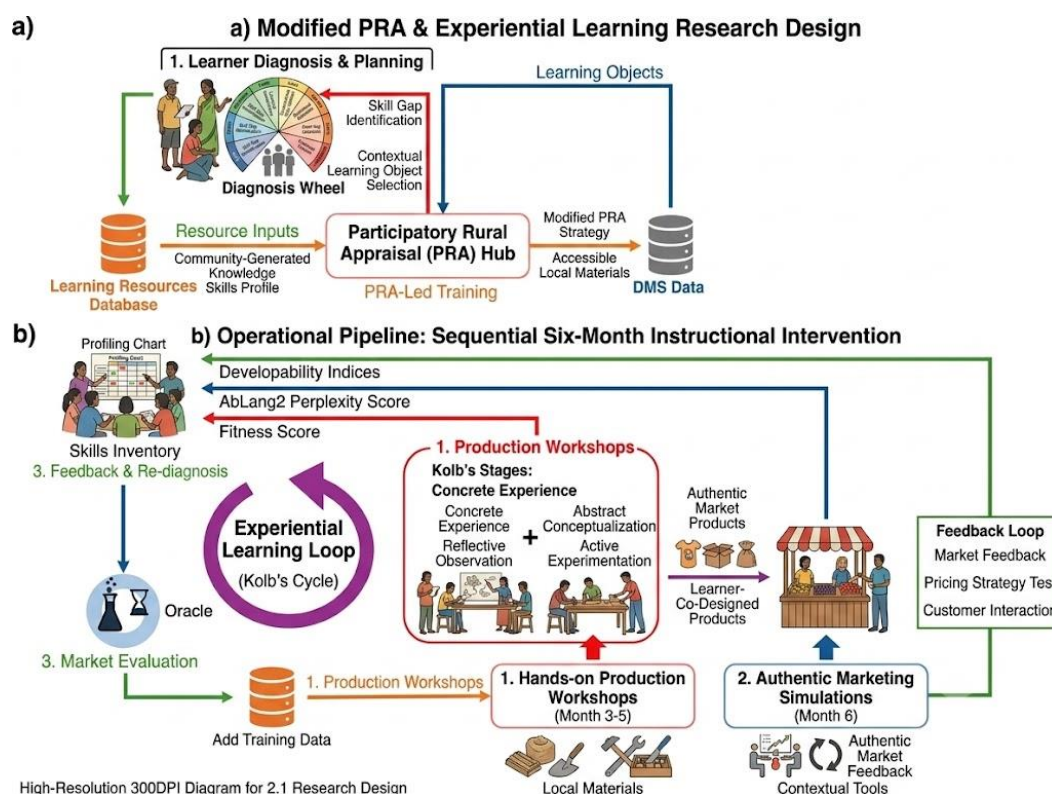 a)
a) Modified PRA & Experiential Learning Research Design
1. Learner Diagnosis & Planning
Learning Objects
Skill Gap
Identification
Contextual
Learning Object
Selection
Diagnosis Wheel
Resource Inputs
Community-Generated
Knowledge
Skills Profile
Learning Resources
Database
Participatory Rural
Appraisal (PRA) Hub
PRA-Led Training
Modified PRA
Strategy
Accessible
Local Materials
DMS Data
b)
b) Operational Pipeline: Sequential Six-Month Instructional Intervention
Profiling Chart
Skills Inventory
3. Feedback & Re-diagnosis
Developability Indices
AbLang2 Perplexity Score
Fitness Score
Experiential
Learning Loop
(Kolb's Cycle)
1. Production Workshops
Kolb's Stages:
Concrete Experience
Concrete
Experience
Reflective
Observation
+
Abstract
Conceptualization
Active
Experimentation
Authentic
Market
Products
Learner-
Co-Designed
Products
Feedback Loop
Market Feedback
Pricing Strategy Tes
Customer Interaction
Oracle
3. Market Evaluation
Add Training Data
1. Production Workshops
1. Hands-on Production
Workshops
(Month 3-5)
Local Materials
2. Authentic Marketing
Simulations
(Month 6)
Authentic
Market
Feedback
Contextual Tools
High-Resolution 300DPI Diagram for 2.1 Research Design